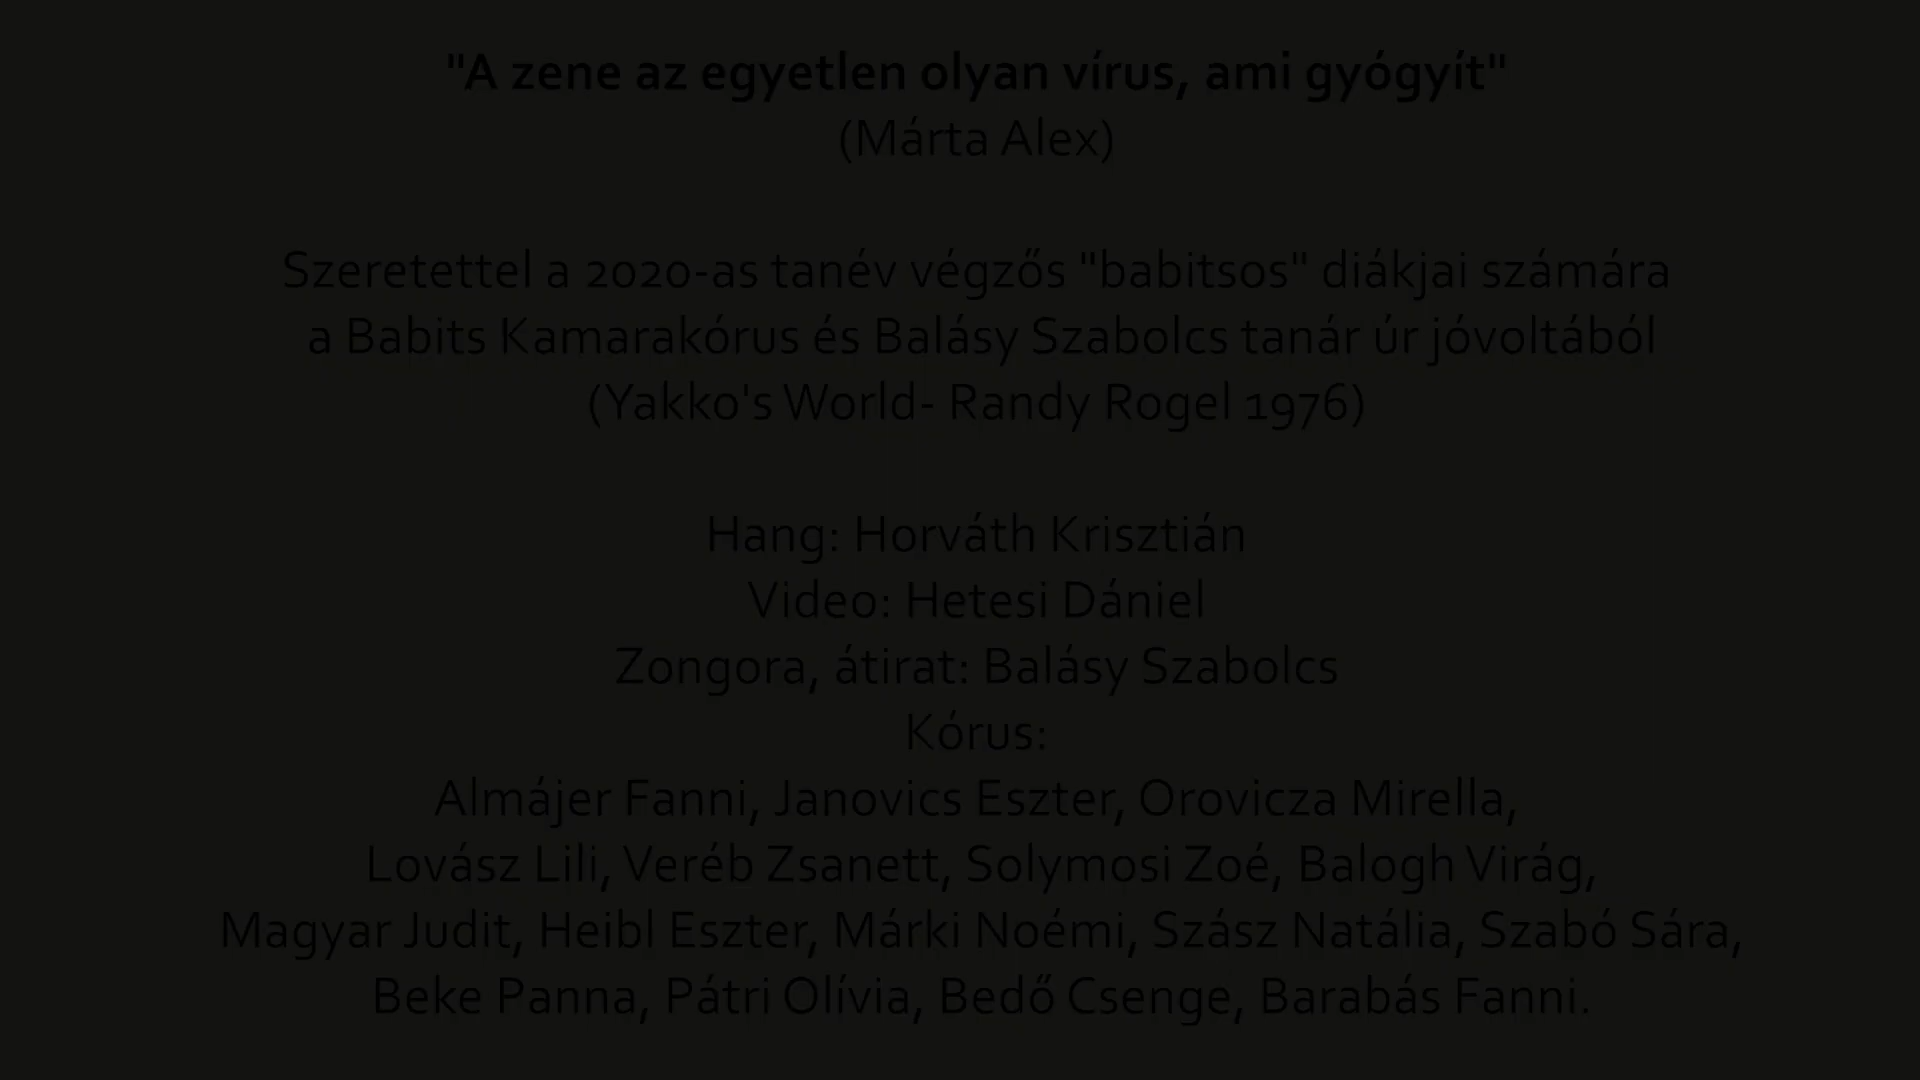 "A zene az egyetlen olyan vírus, ami gyógyít"
(Márta Alex)
Szeretettel a 2020-as tanév végzős "babitsos" diákjai számára
a Babits Kamarakórus és Balásy Szabolcs tanár úr jóvoltából
(Yakko's World- Randy Rogel 1976)
Hang: Horváth Krisztián
Video: Hetesi Dániel
Zongora, átirat: Balásy Szabolcs
Kórus:
Almájer Fanni, Janovics Eszter, Orovicza Mirella,
Lovász Lili, Veréb Zsanett, Solymosi Zoé, Balogh Virág,
Magyar Judit, Heibl Eszter, Márki Noémi, Szász Natália, Szabó Sára,
Beke Panna, Pátri Olívia, Bedő Csenge, Barabás Fanni.